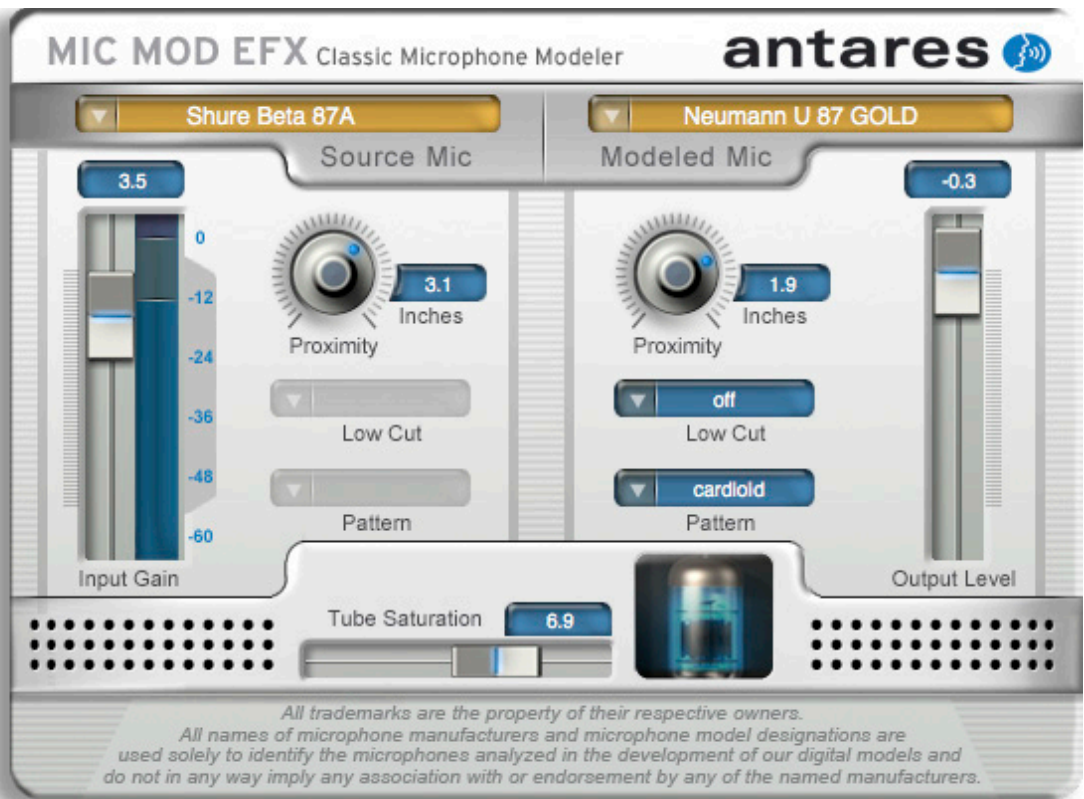 MIC MOD EFX Classic Microphone Modeler
antares
Shure Beta 87A
Neumann U 87 GOLD
Source Mic
Modeled Mic
3.5
-0.3
0
-12
-24
-36
-48
-60
Input Gain
3.1
Inches
Proximity
Low Cut
Pattern
1.9
Inches
Proximity
off
Low Cut
cardioid
Pattern
Output Level
Tube Saturation
6.9
All trademarks are the property of their respective owners.
All names of microphone manufacturers and microphone model designations are
used solely to identify the microphones analyzed in the development of our digital models and
do not in any way imply any association with or endorsement by any of the named manufacturers.